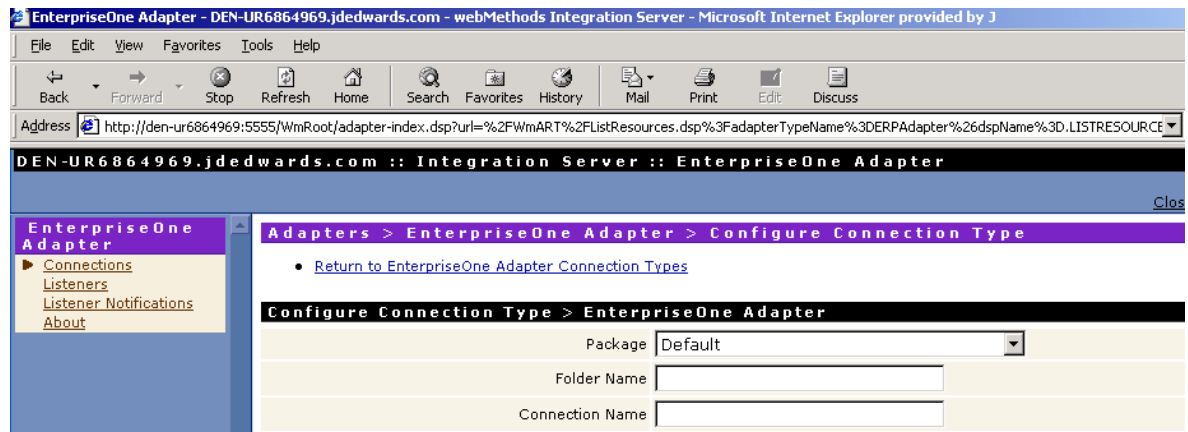 EnterpriseOne Adapter - DEN-UR6864969.jdedwards.com - webMethods Integration Server - Microsoft Internet Explorer provided by J
File Edit View Favorites Tools Help
Back Forward Stop Refresh Home Search Favorites History Mail Print Edit Discuss
Address http://den-ur6864969:5555/WmRoot/adapter-index.dsp?url=%2FWmART%2FListResources.dsp%3FadapterTypeName%3DERPAdapter%26dspName%3D.LISTRESOURCE
DEN-UR6864969.jdedwards.com :: Integration Server :: EnterpriseOne Adapter
Clos
EnterpriseOne
Adapter
Connections
Listeners
Listener Notifications
About
Adapters > EnterpriseOne Adapter > Configure Connection Type
Return to EnterpriseOne Adapter Connection Types
Configure Connection Type > EnterpriseOne Adapter
Package Default
Folder Name
Connection Name